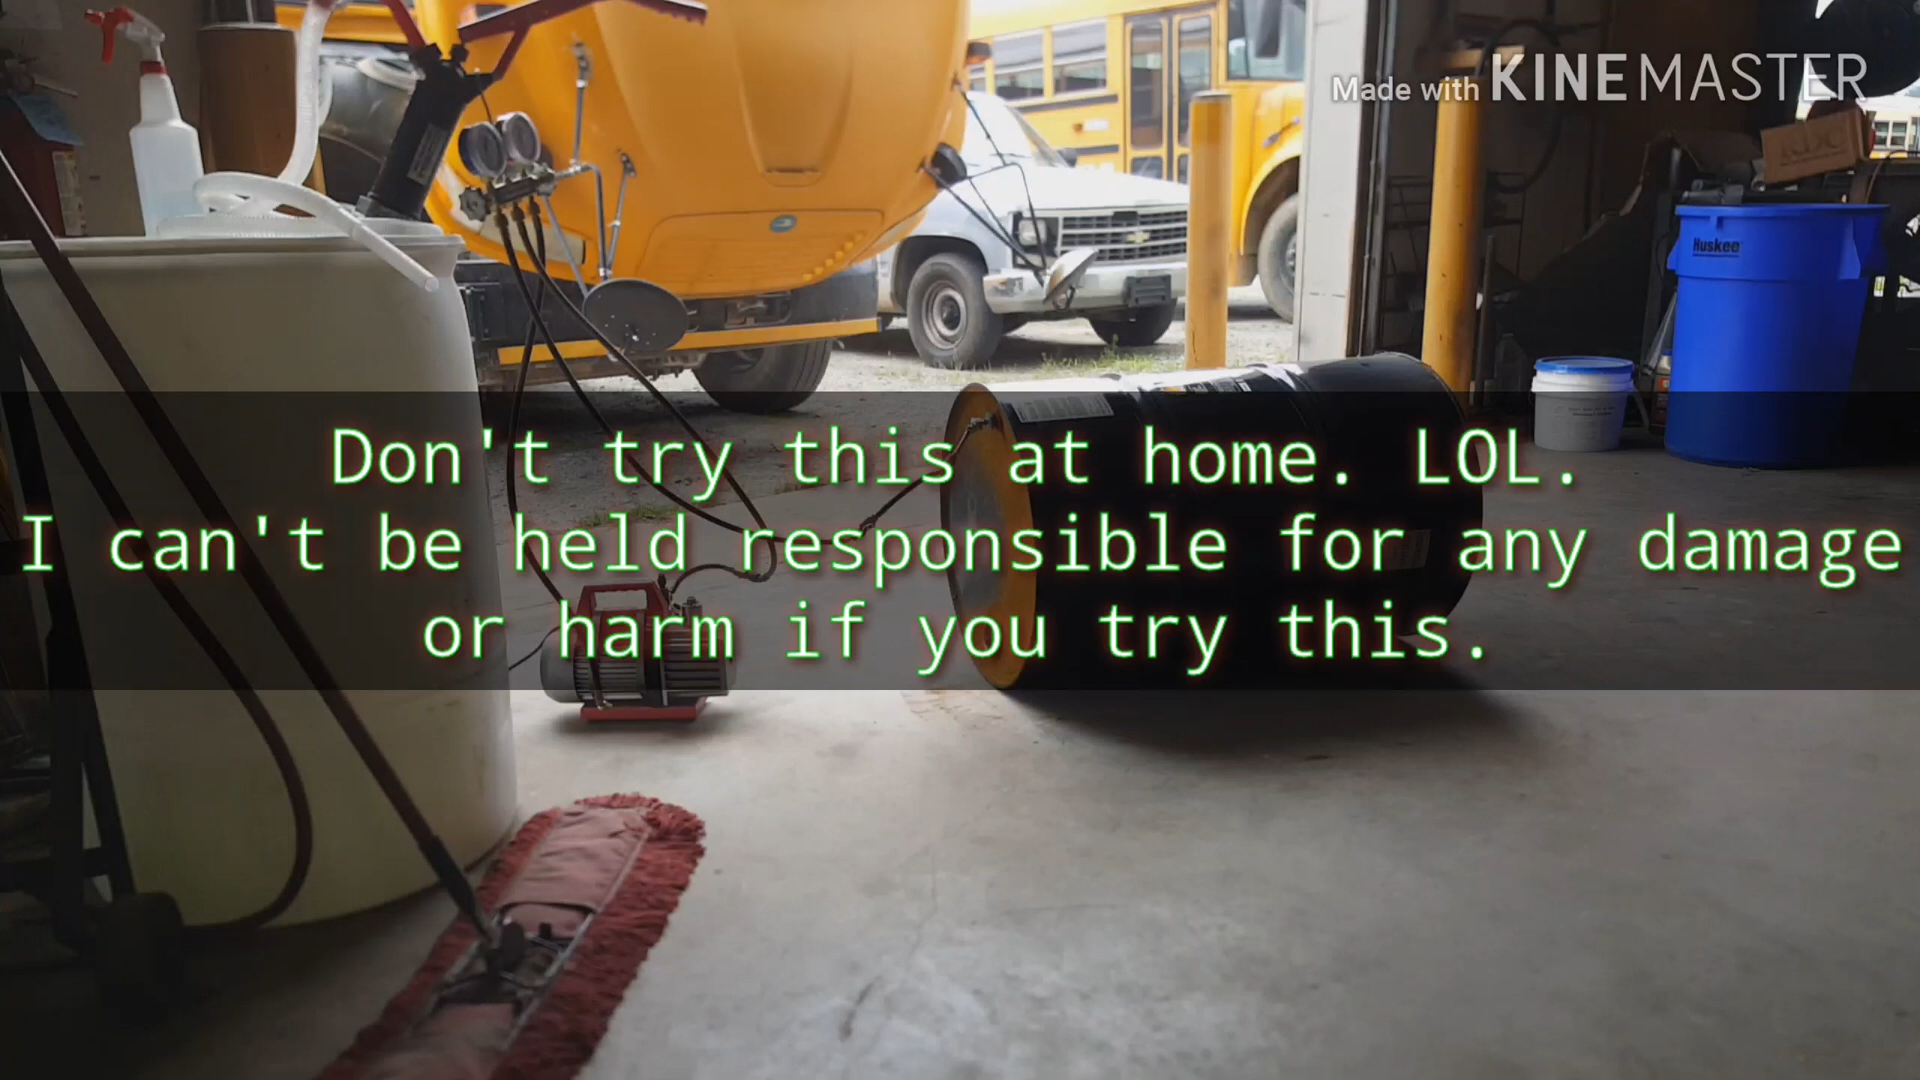 Made with KINEMASTER
Huskee
Don't try this at home. LOL.
I can't be held responsible for any damage
or harm if you try this.